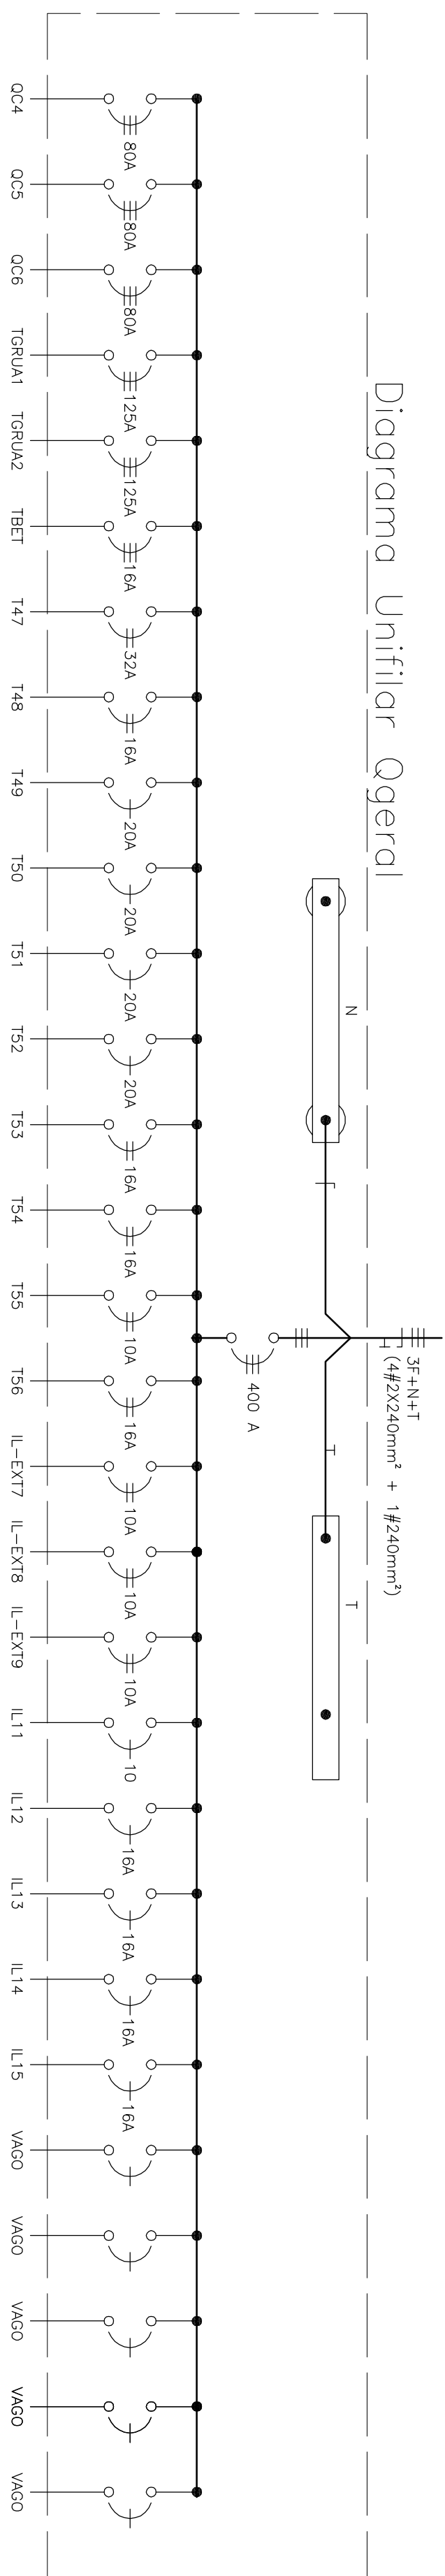 Diagrama Unifilar Qgeral
3F+N+T
(4#2X240mm² + 1#240mm²)
N
T
T
400 A
80A
80A
80A
125A
125A
16A
32A
16A
20A
20A
20A
20A
16A
16A
10A
16A
10A
10A
10A
10
16A
16A
16A
16A
QC4
QC5
QC6
TGRUA1
TGRUA2
TBET
T47
T48
T49
T50
T51
T52
T53
T54
T55
T56
IL-EXT7
IL-EXT8
IL-EXT9
IL11
IL12
IL13
IL14
IL15
VAGO
VAGO
VAGO
VAGO
VAGO